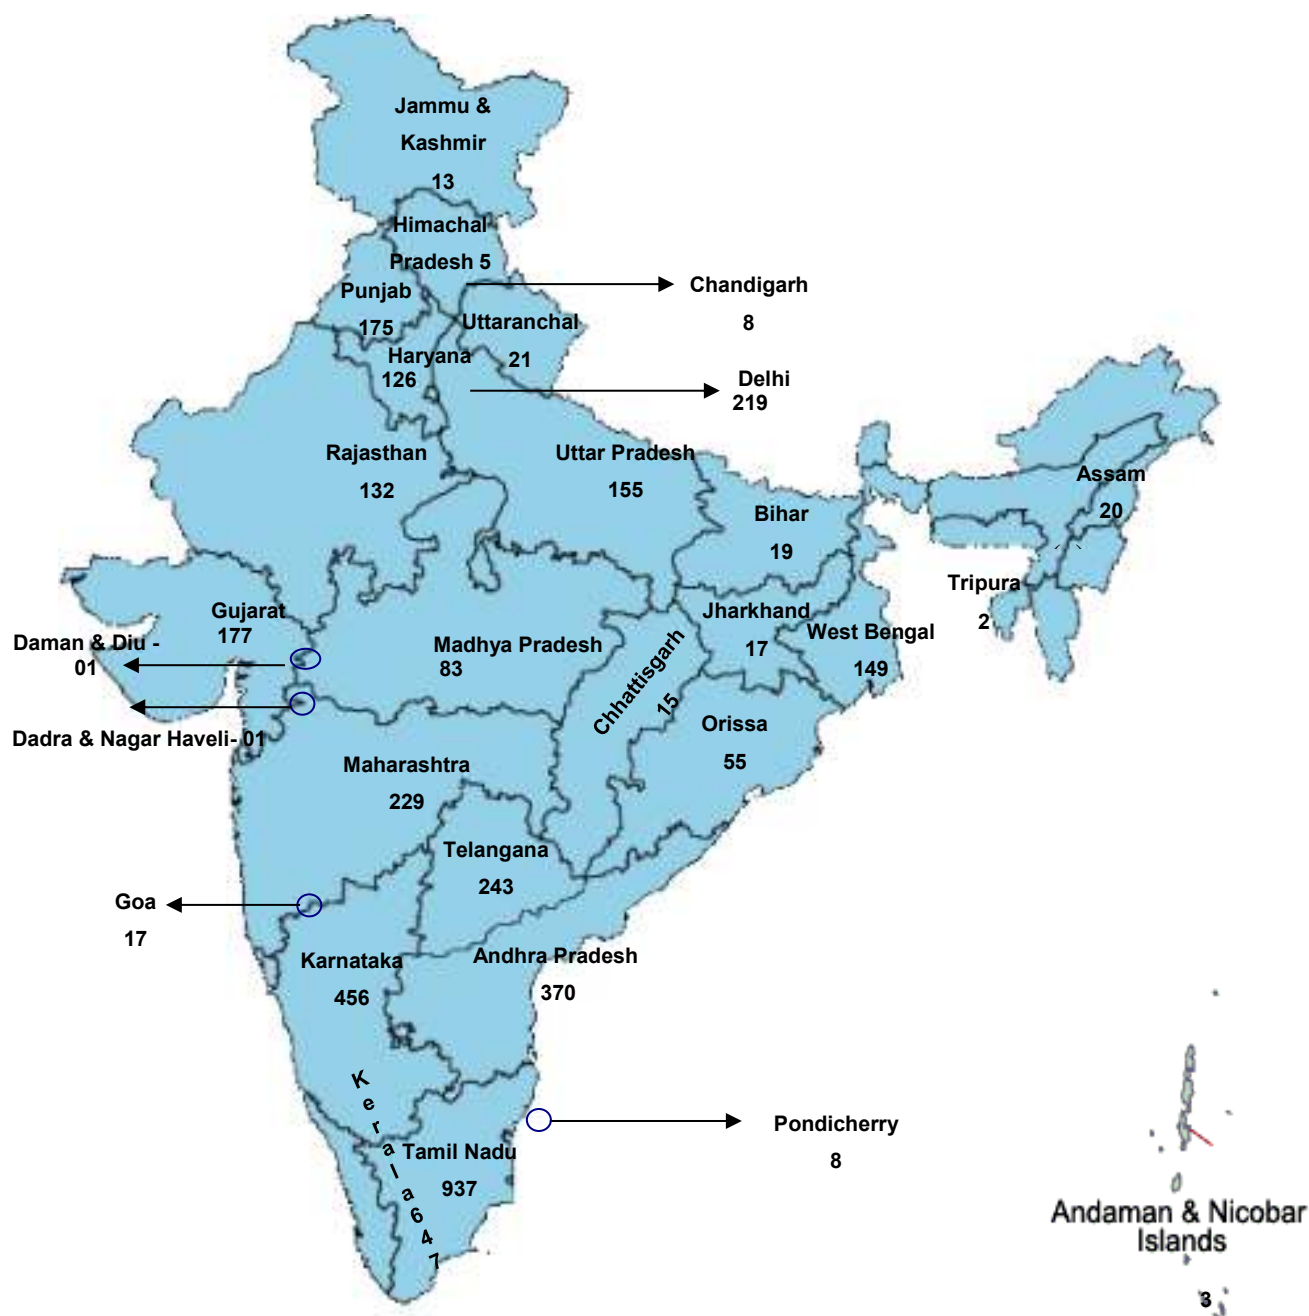 Jammu &
Kashmir
13
Himachal
Pradesh 5
Punjab
175
Chandigarh
8
Uttaranchal
21
Haryana
126
Delhi
219
Rajasthan
132
Uttar Pradesh
155
Bihar
19
Assam
20
Tripura
2
Gujarat
177
Daman & Diu -
01
Dadra & Nagar Haveli- 01
Madhya Pradesh
83
Chhattisgarh
15
Jharkhand
17
West Bengal
149
Orissa
55
Maharashtra
229
Telangana
243
Goa
17
Karnataka
456
Andhra Pradesh
370
Kerala 647
Tamil Nadu
937
Pondicherry
8
Andaman & Nicobar
Islands
3